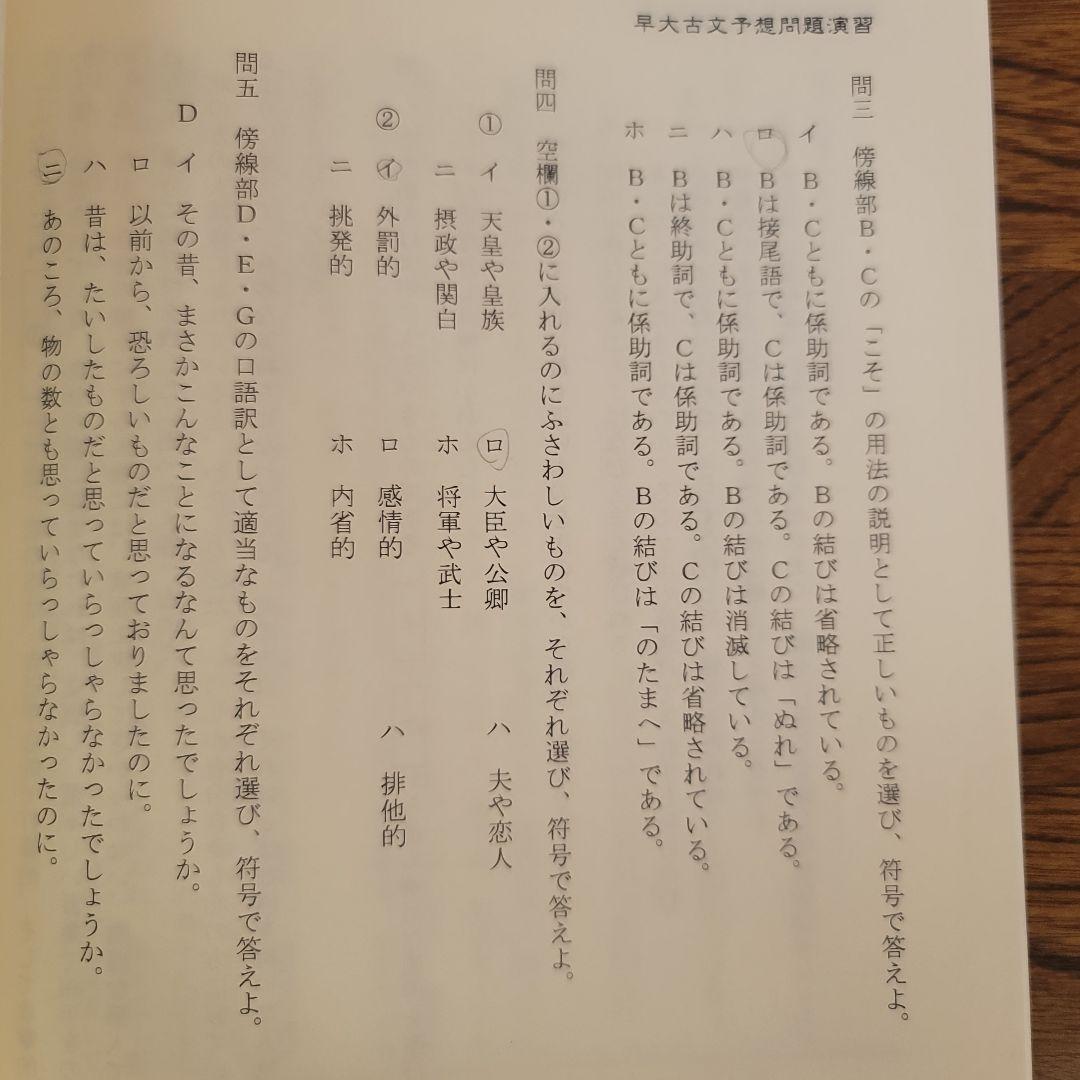 早大古文予想問題演習
問三　傍線部B・Cの「こそ」の用法の説明として正しいものを選び、符号で答えよ。
イ　B・Cともに係助詞である。Bの結びは省略されている。
ロ　Bは接尾語で、Cは係助詞である。Cの結びは「ぬれ」である。
ハ　B・Cともに係助詞である。Bの結びは消滅している。
ニ　Bは終助詞で、Cは係助詞である。Cの結びは省略されている。
ホ　B・Cともに係助詞である。Bの結びは「のたまへ」である。
問四　空欄①・②に入れるのにふさわしいものを、それぞれ選び、符号で答えよ。
①　イ　天皇や皇族　ロ　大臣や公卿　ハ　夫や恋人
ニ　摂政や関白　ホ　将軍や武士
②　イ　外罰的　ロ　感情的　ハ　排他的
ニ　挑発的　ホ　内省的
問五　傍線部D・E・Gの口語訳として適当なものをそれぞれ選び、符号で答えよ。
D　イ　その昔、まさかこんなことになるなんて思ったでしょうか。
ロ　以前から、恐ろしいものだと思っておりましたのに。
ハ　昔は、たいしたものだと思っていらっしゃらなかったでしょうか。
ニ　あのころ、物の数とも思っていらっしゃらなかったのに。